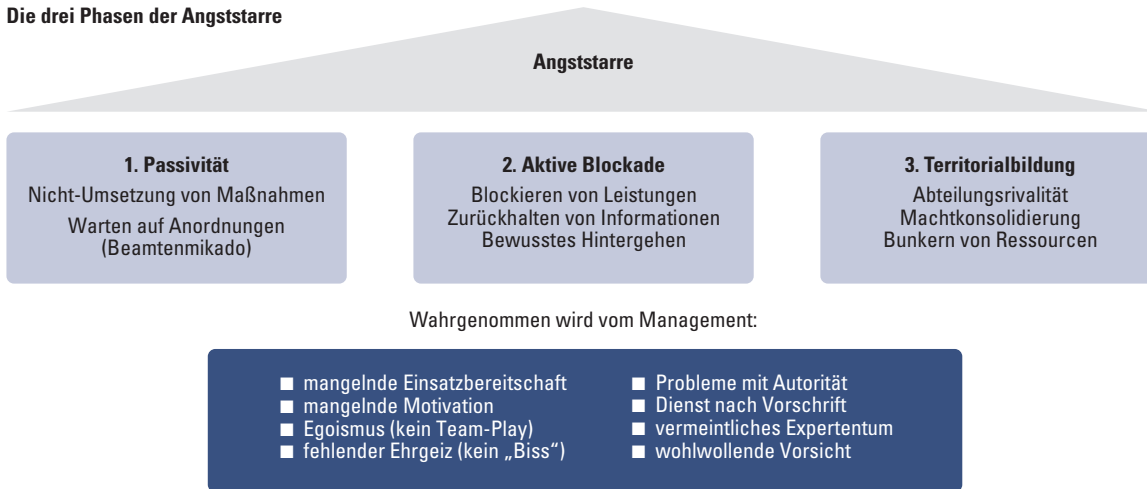 Die drei Phasen der Angststarre
Angststarre
1. Passivität
Nicht-Umsetzung von Maßnahmen
Warten auf Anordnungen
(Beamtenmikado)
2. Aktive Blockade
Blockieren von Leistungen
Zurückhalten von Informationen
Bewusstes Hintergehen
3. Territorialbildung
Abteilungsrivalität
Machtkonsolidierung
Bunkern von Ressourcen
Wahrgenommen wird vom Management:
■ mangelnde Einsatzbereitschaft
■ mangelnde Motivation
■ Egoismus (kein Team-Play)
■ fehlender Ehrgeiz (kein „Biss“)
■ Probleme mit Autorität
■ Dienst nach Vorschrift
■ vermeintliches Expertentum
■ wohlwollende Vorsicht